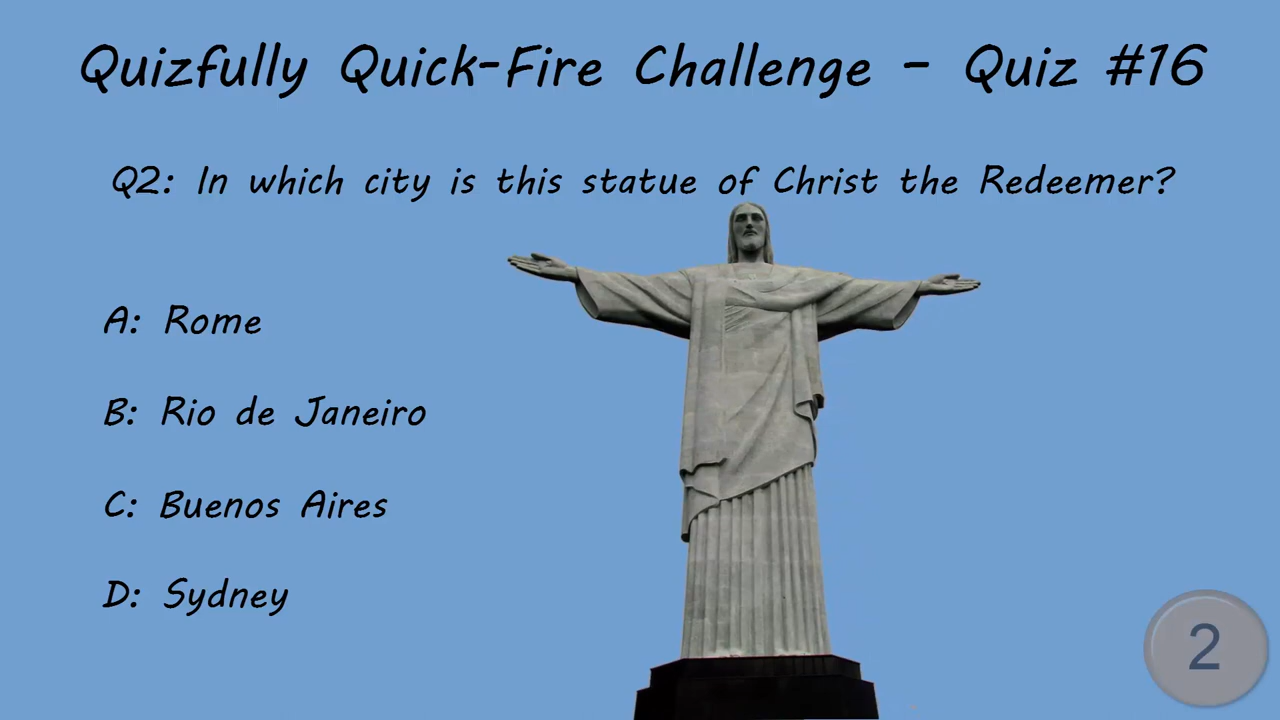 Quizfully Quick-Fire Challenge - Quiz #16
Q2: In which city is this statue of Christ the Redeemer?
A: Rome
B: Rio de Janeiro
C: Buenos Aires
D: Sydney
2